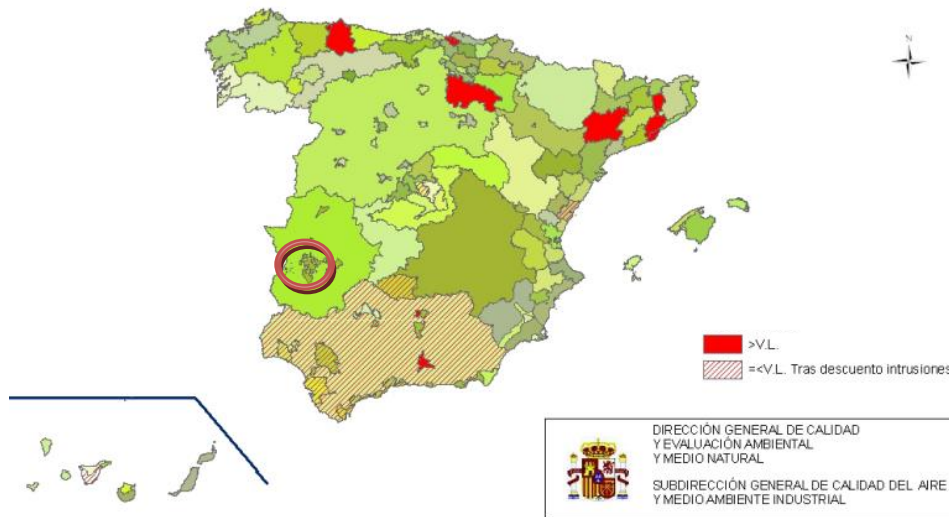 N
>V.L.
=<V.L. Tras descuento intrusiones
DIRECCIÓN GENERAL DE CALIDAD
Y EVALUACIÓN AMBIENTAL
Y MEDIO NATURAL
SUBDIRECCIÓN GENERAL DE CALIDAD DEL AIRE
Y MEDIO AMBIENTE INDUSTRIAL